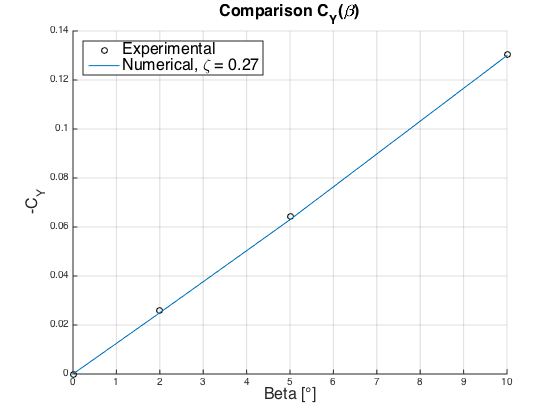 Comparison C_Y(β)
0.14
Experimental
Numerical, ζ = 0.27
0.12
0.1
0.08
-C_Y
0.06
0.04
0.02
0
0 1 2 3 4 5 6 7 8 9 10
Beta [°]